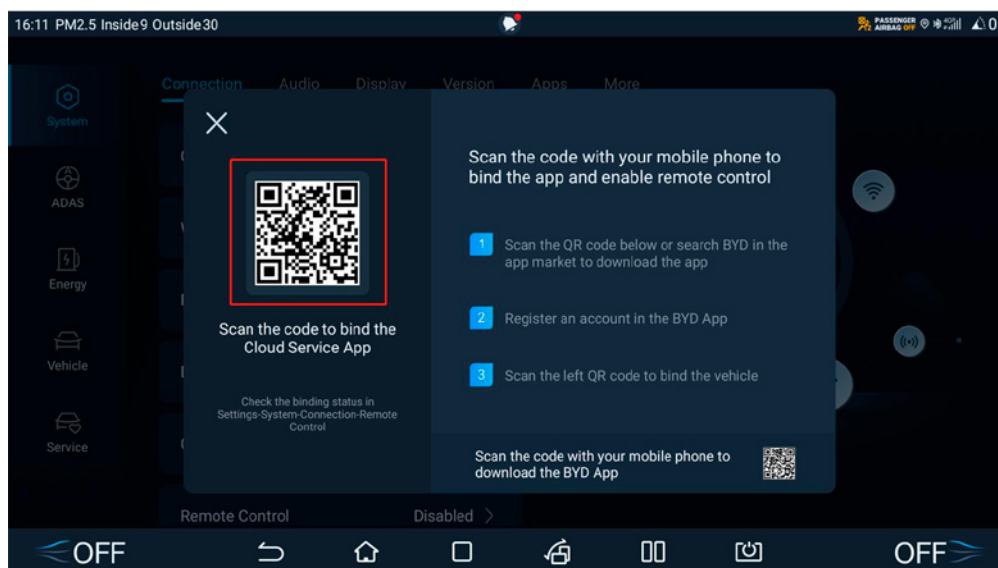 16:11 PM2.5 Inside 9 Outside 30
PASSENGER
AIRBAG OFF
4G
0
Connection Audio Display Version Apps More
System
ADAS
Energy
Vehicle
Service
Scan the code to bind the
Cloud Service App
Check the binding status in
Settings-System-Connection-Remote
Control
Scan the code with your mobile phone to
bind the app and enable remote control
1 Scan the QR code below or search BYD in the
app market to download the app
2 Register an account in the BYD App
3 Scan the left QR code to bind the vehicle
Scan the code with your mobile phone to
download the BYD App
Remote Control Disabled
OFF OFF